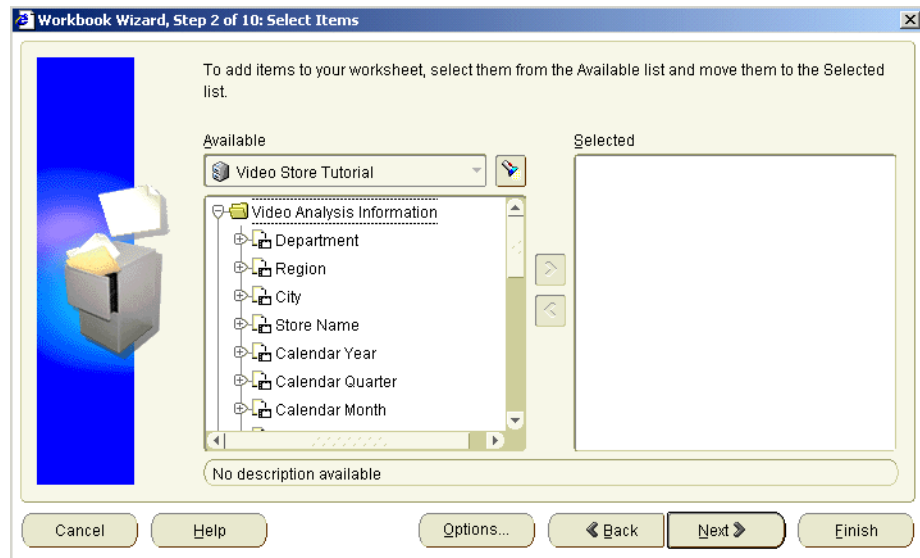 Workbook Wizard, Step 2 of 10: Select Items
To add items to your worksheet, select them from the Available list and move them to the Selected
list.
Available
Selected
Video Store Tutorial
Video Analysis Information
Department
Region
City
Store Name
Calendar Year
Calendar Quarter
Calendar Month
No description available
Cancel
Help
Options...
Back
Next
Finish